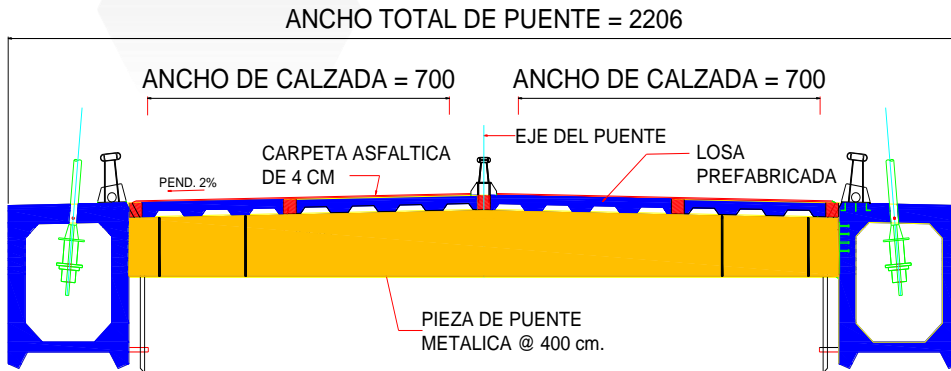 ANCHO TOTAL DE PUENTE = 2206
ANCHO DE CALZADA = 700
ANCHO DE CALZADA = 700
EJE DEL PUENTE
CARPETA ASFALTICA
DE 4 CM
LOSA
PREFABRICADA
PEND. 2%
PIEZA DE PUENTE
METALICA @ 400 cm.